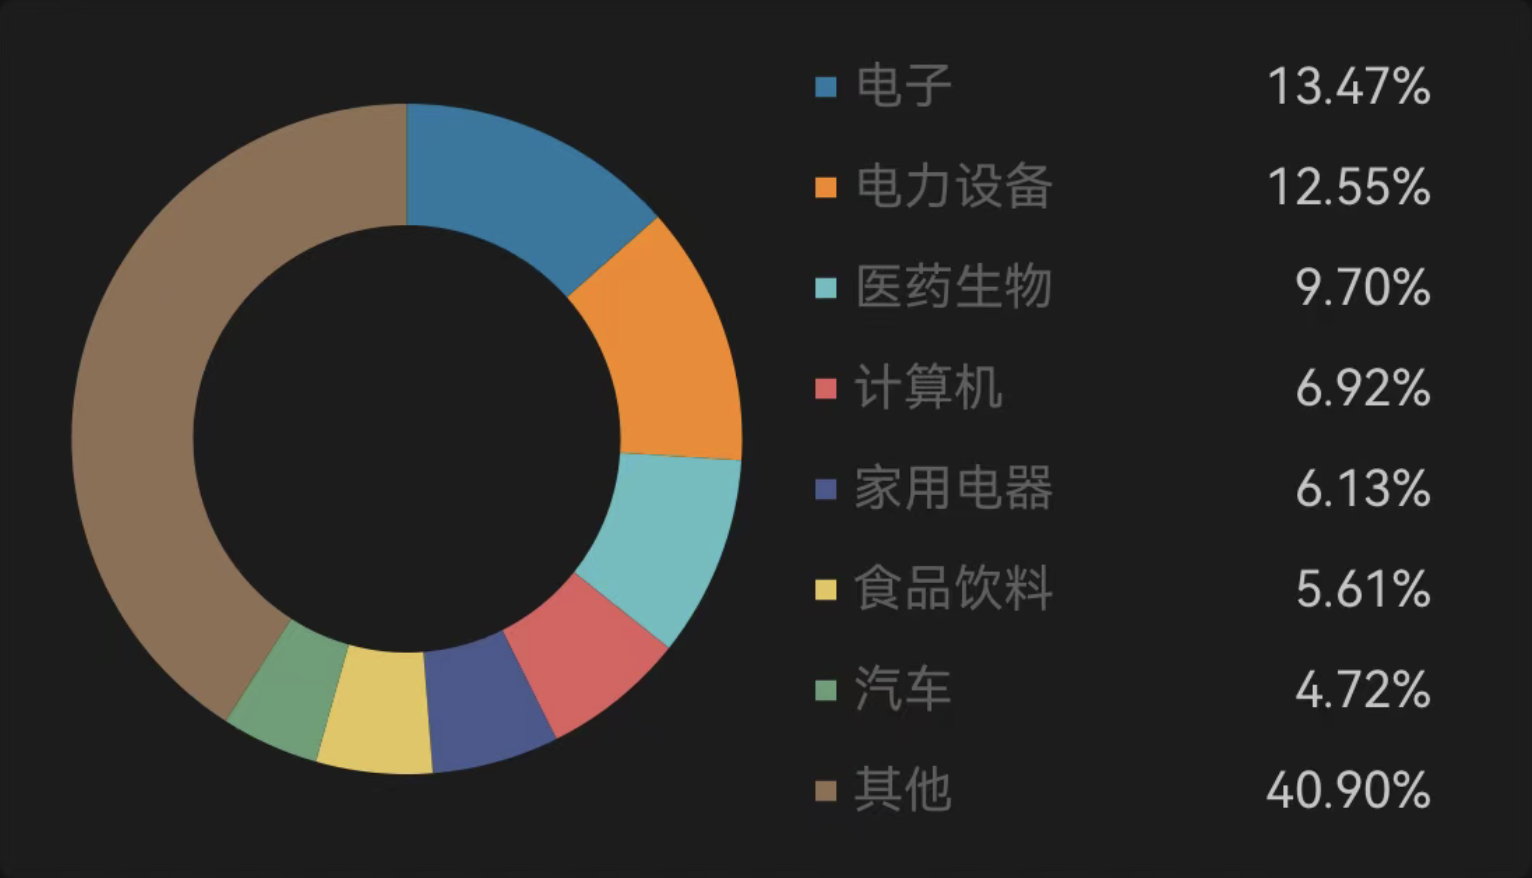 电子 13.47%
电力设备 12.55%
医药生物 9.70%
计算机 6.92%
家用电器 6.13%
食品饮料 5.61%
汽车 4.72%
其他 40.90%